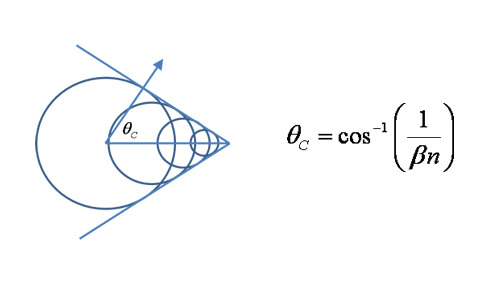 θ_C
θ_C = cos⁻¹(1/βn)